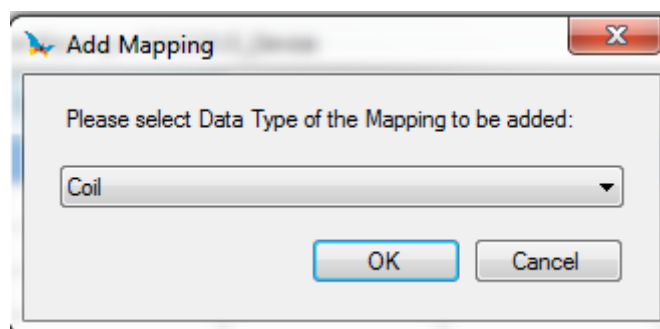 Add Mapping
Please select Data Type of the Mapping to be added:
Coil
OK Cancel